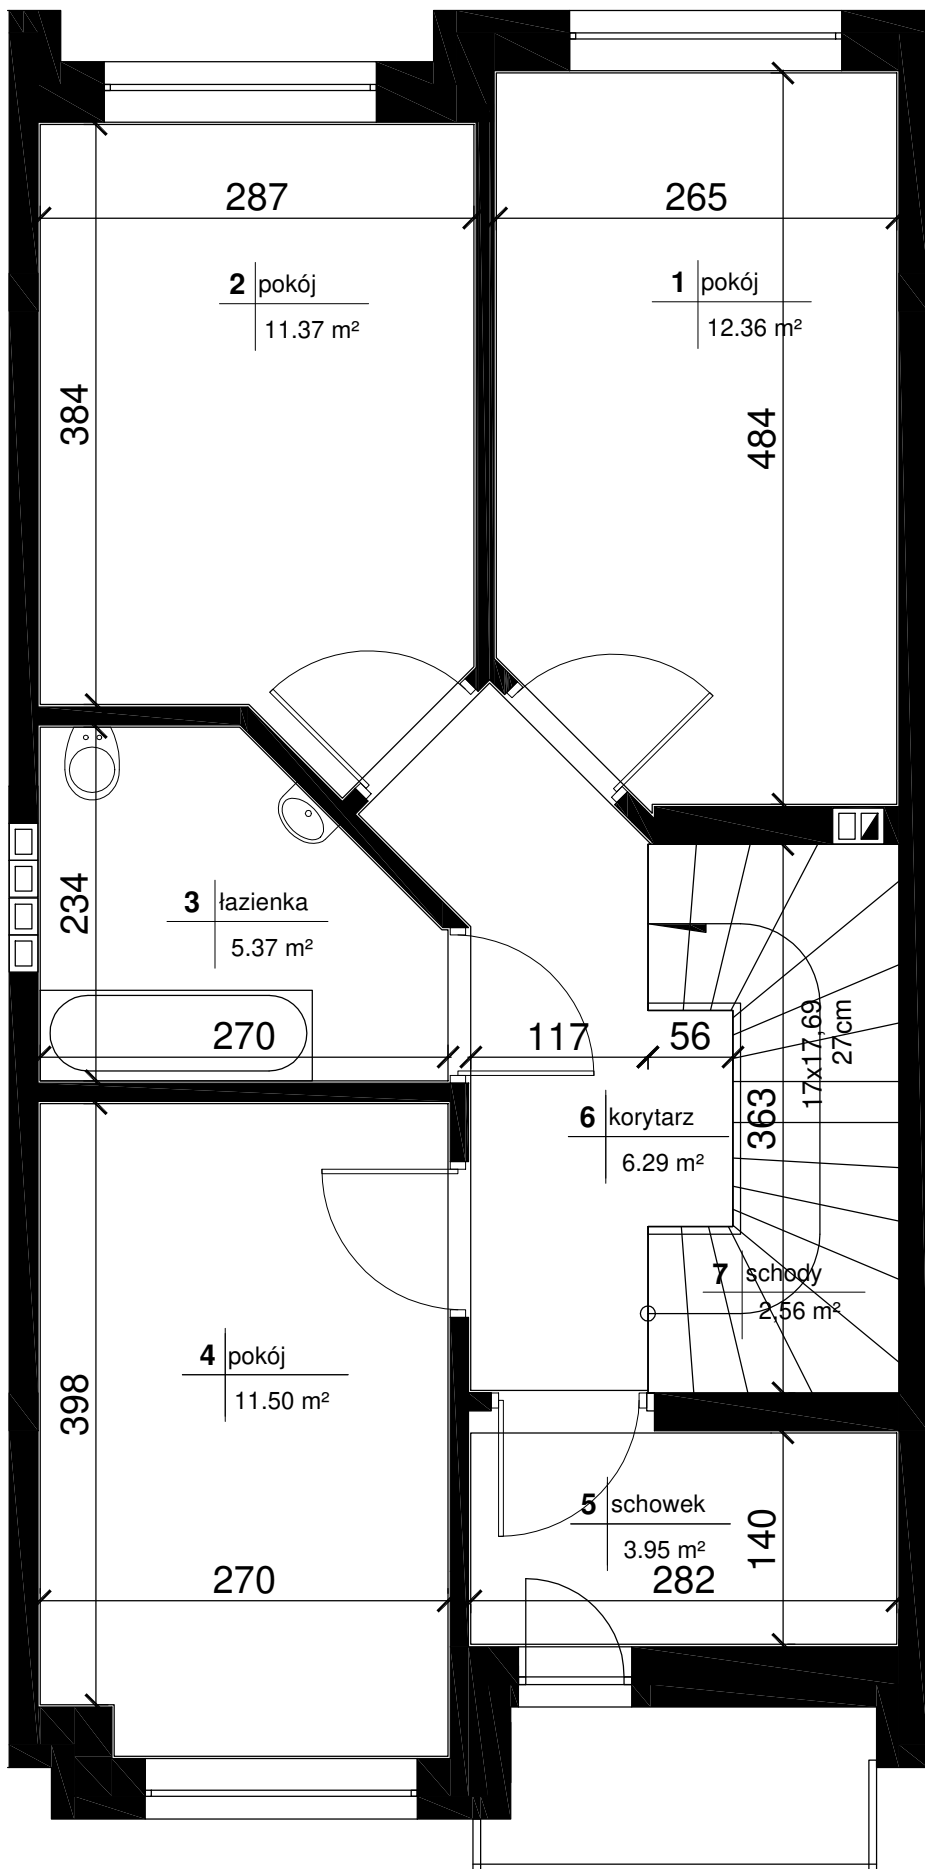 287
265
2 pokój
11.37 m²
1 pokój
12.36 m²
384
484
3 łazienka
5.37 m²
234
270
117
56
17x17,69
27cm
363
6 korytarz
6.29 m²
7 schody
2,56 m²
4 pokój
11.50 m²
398
270
5 schowek
3.95 m²
140
282